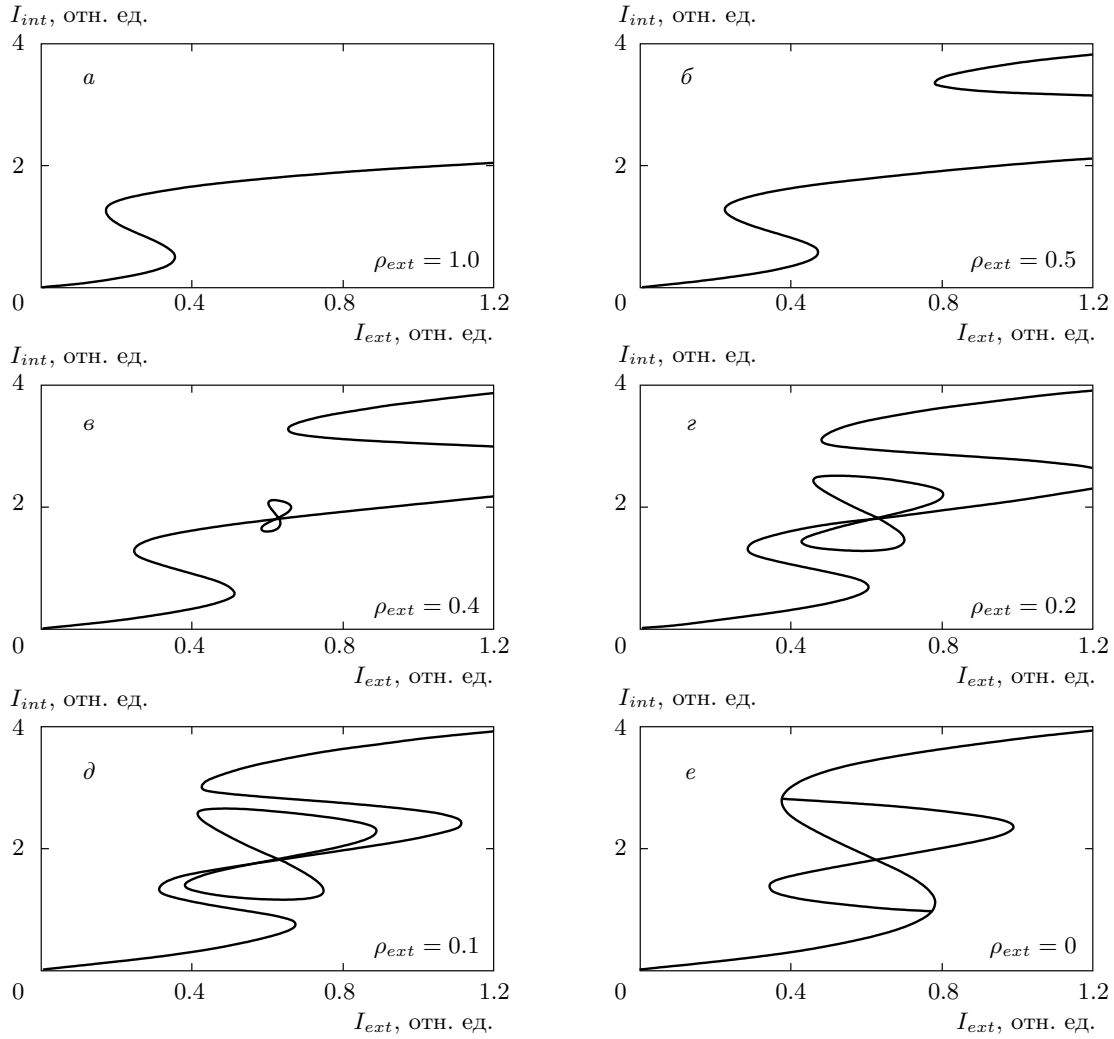 I_int, отн. ед.
4
а
2
ρ_ext = 1.0
0
0.4
0.8
1.2
I_ext, отн. ед.
I_int, отн. ед.
4
б
2
ρ_ext = 0.5
0
0.4
0.8
1.2
I_ext, отн. ед.
I_int, отн. ед.
4
в
2
ρ_ext = 0.4
0
0.4
0.8
1.2
I_ext, отн. ед.
I_int, отн. ед.
4
г
2
ρ_ext = 0.2
0
0.4
0.8
1.2
I_ext, отн. ед.
I_int, отн. ед.
4
д
2
ρ_ext = 0.1
0
0.4
0.8
1.2
I_ext, отн. ед.
I_int, отн. ед.
4
е
2
ρ_ext = 0
0
0.4
0.8
1.2
I_ext, отн. ед.